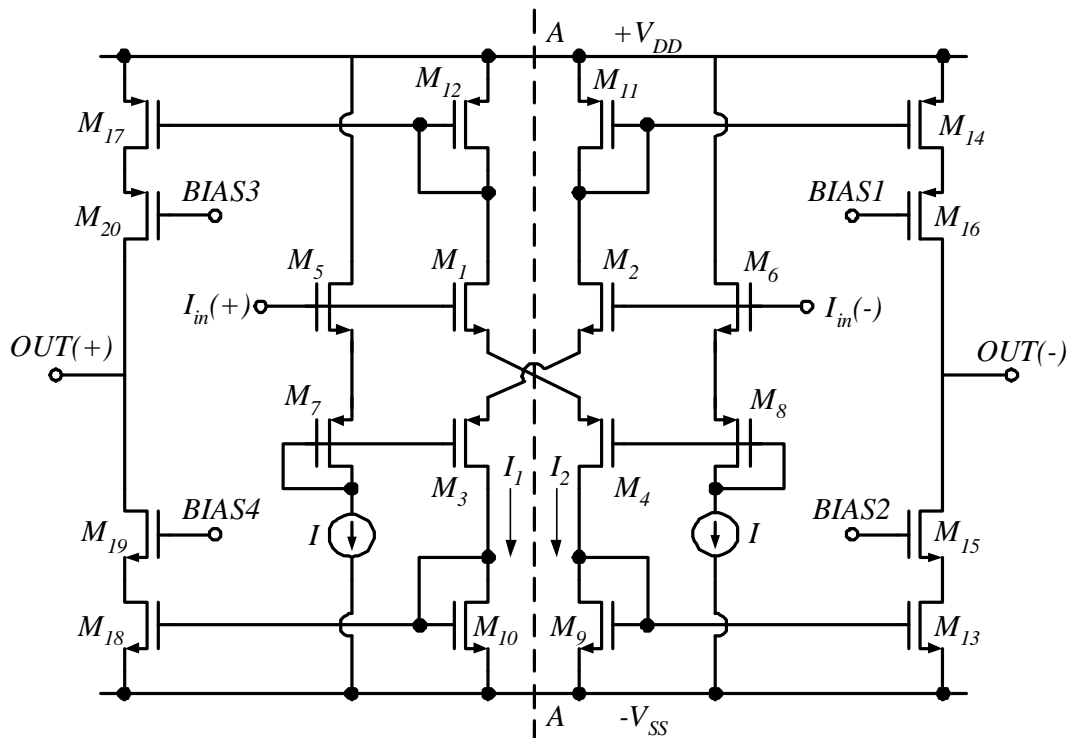 A +V_DD
M_12 M_11
M_17 M_14
BIAS3 BIAS1
M_20 M_16
M_5 M_1 M_2 M_6
I_in(+) I_in(-)
OUT(+) OUT(-)
M_7 M_8
M_3 I_1 I_2 M_4
BIAS4 BIAS2
M_19 I I M_15
M_18 M_10 M_9 M_13
A -V_SS